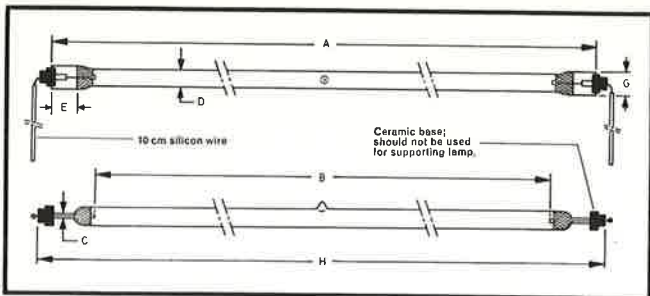 A
G
E
D
10 cm silicon wire
Ceramic base;
should not be used
for supporting lamp.
B
C
H